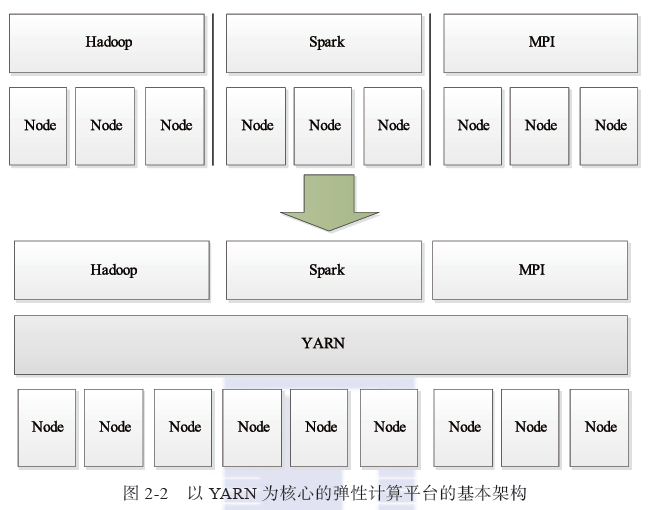 Hadoop Spark MPI
Node Node Node Node Node Node Node Node Node
Hadoop Spark MPI
YARN
Node Node Node Node Node Node Node Node Node
图 2-2 以 YARN 为核心的弹性计算平台的基本架构